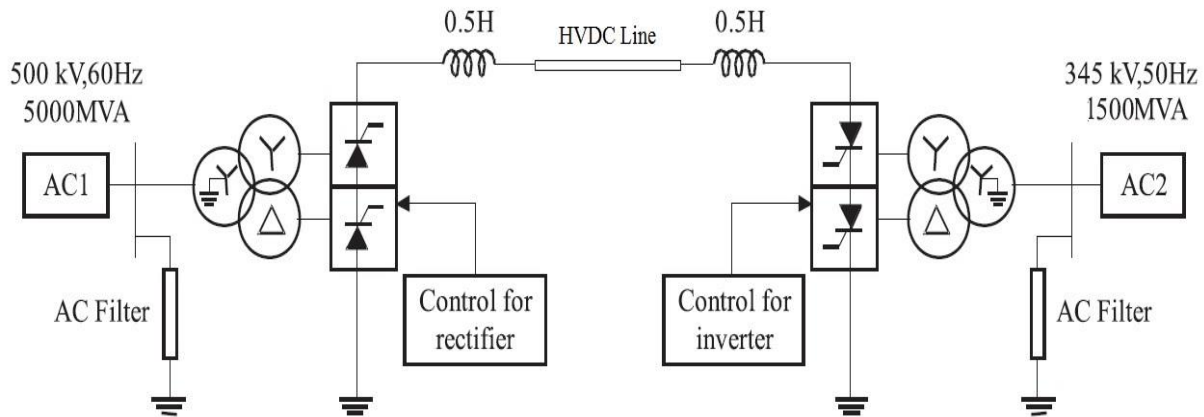 0.5H
0.5H
HVDC Line
500 kV,60Hz
5000MVA
345 kV,50Hz
1500MVA
AC1
AC2
AC Filter
Control for
rectifier
Control for
inverter
AC Filter